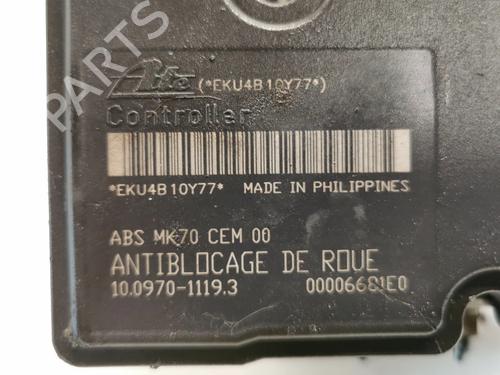 PARTS
Ate (*EKU4B10Y77*)
Controller
*EKU4B10Y77* MADE IN PHILIPPINES
ABS MK70 CEM 00
ANTIBLOCAGE DE ROUE
10.0970-1119.3 00006681E0